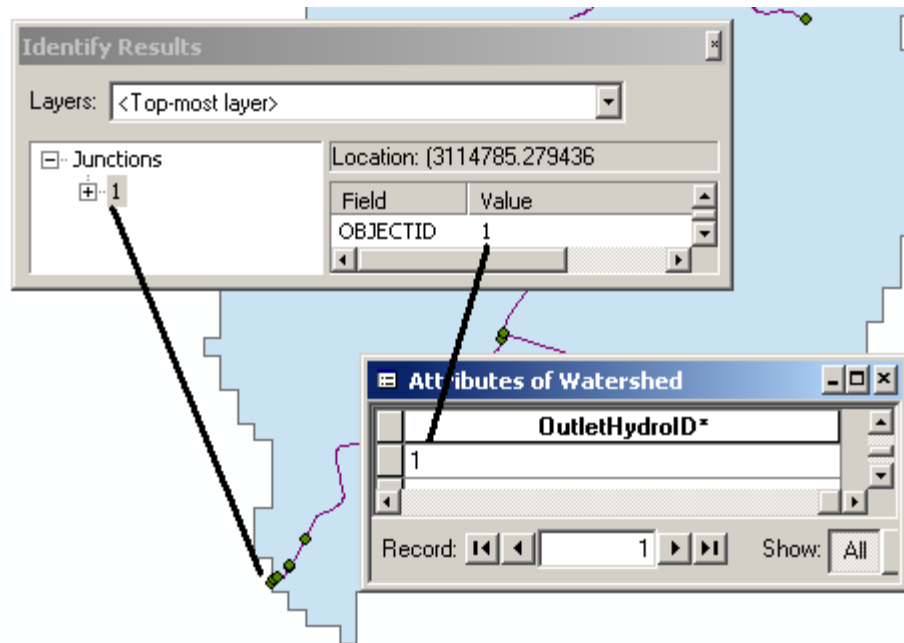 Identify Results
Layers: <Top-most layer>
Junctions
1
Location: (3114785.279436
Field Value
OBJECTID 1
Attributes of Watershed
OutletHydroID*
1
Record: 1 Show: All